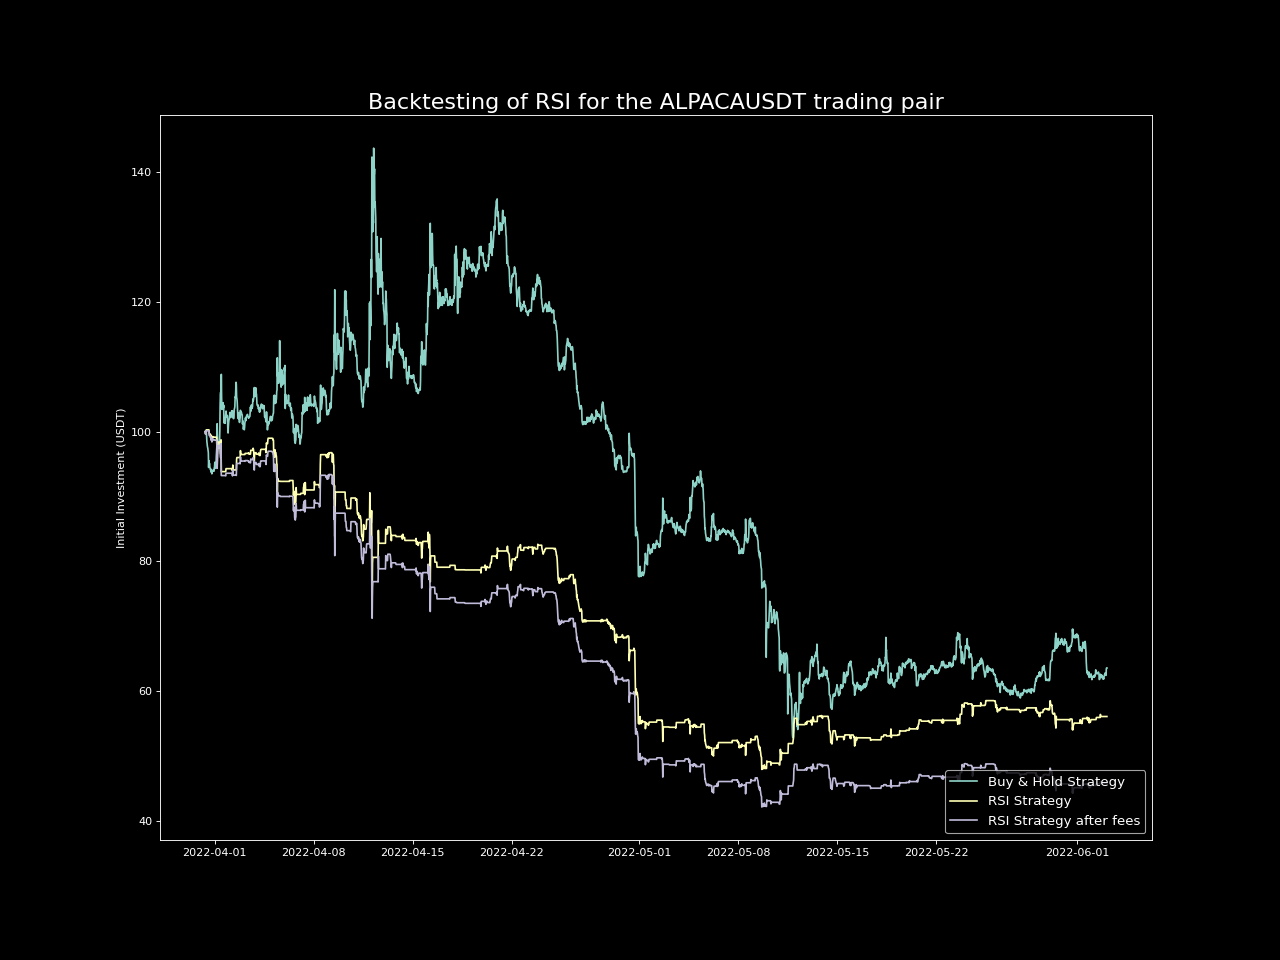 Backtesting of RSI for the ALPACAUSDT trading pair
Initial Investment (USDT)
140
120
100
80
60
40
2022-04-01 2022-04-08 2022-04-15 2022-04-22 2022-05-01 2022-05-08 2022-05-15 2022-05-22 2022-06-01
Buy & Hold Strategy
RSI Strategy
RSI Strategy after fees